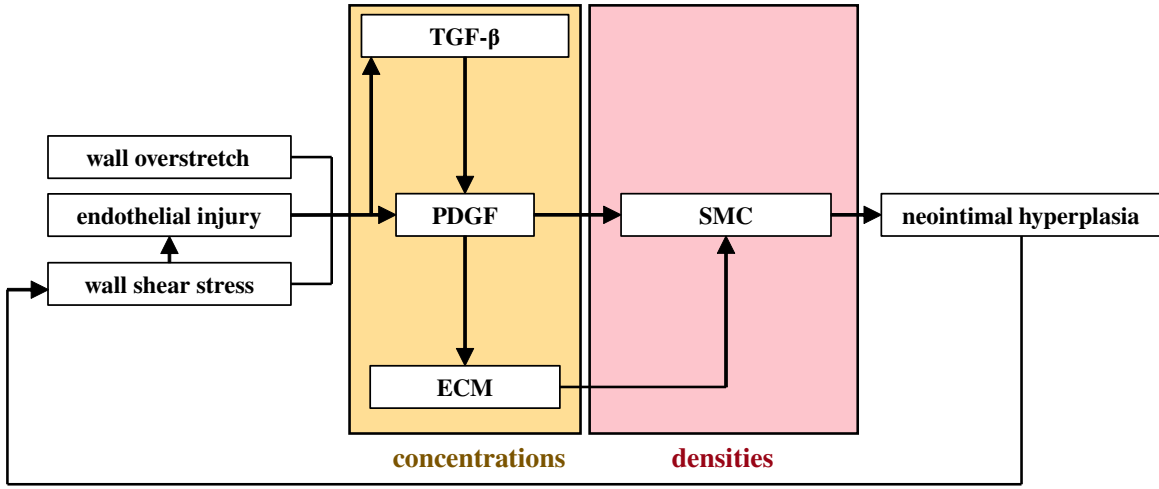 TGF-β
wall overstretch
endothelial injury
PDGF
SMC
neointimal hyperplasia
wall shear stress
ECM
concentrations
densities